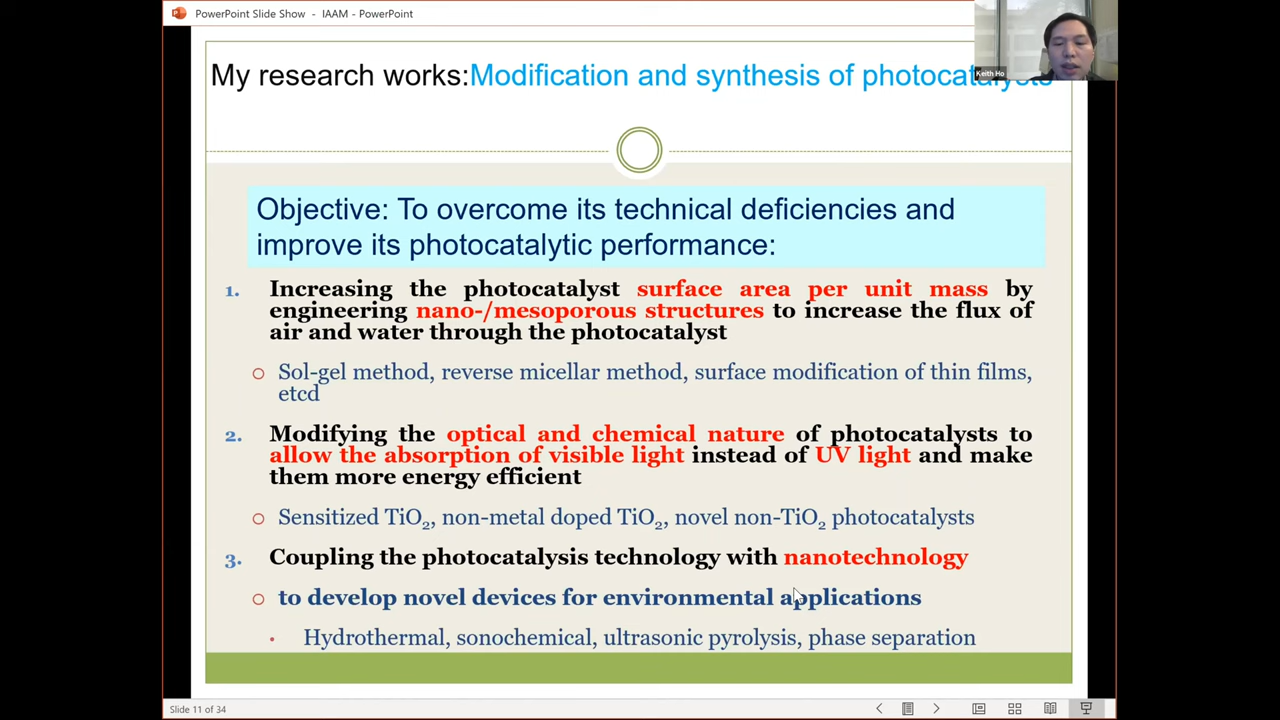 PowerPoint Slide Show - IAAM - PowerPoint
Keith Ho
My research works:Modification and synthesis of photocatalysts
Objective: To overcome its technical deficiencies and
improve its photocatalytic performance:
1. Increasing the photocatalyst surface area per unit mass by
engineering nano-/mesoporous structures to increase the flux of
air and water through the photocatalyst
Sol-gel method, reverse micellar method, surface modification of thin films,
etcd
2. Modifying the optical and chemical nature of photocatalysts to
allow the absorption of visible light instead of UV light and make
them more energy efficient
Sensitized TiO₂, non-metal doped TiO₂, novel non-TiO₂ photocatalysts
3. Coupling the photocatalysis technology with nanotechnology
to develop novel devices for environmental applications
Hydrothermal, sonochemical, ultrasonic pyrolysis, phase separation
Slide 11 of 34